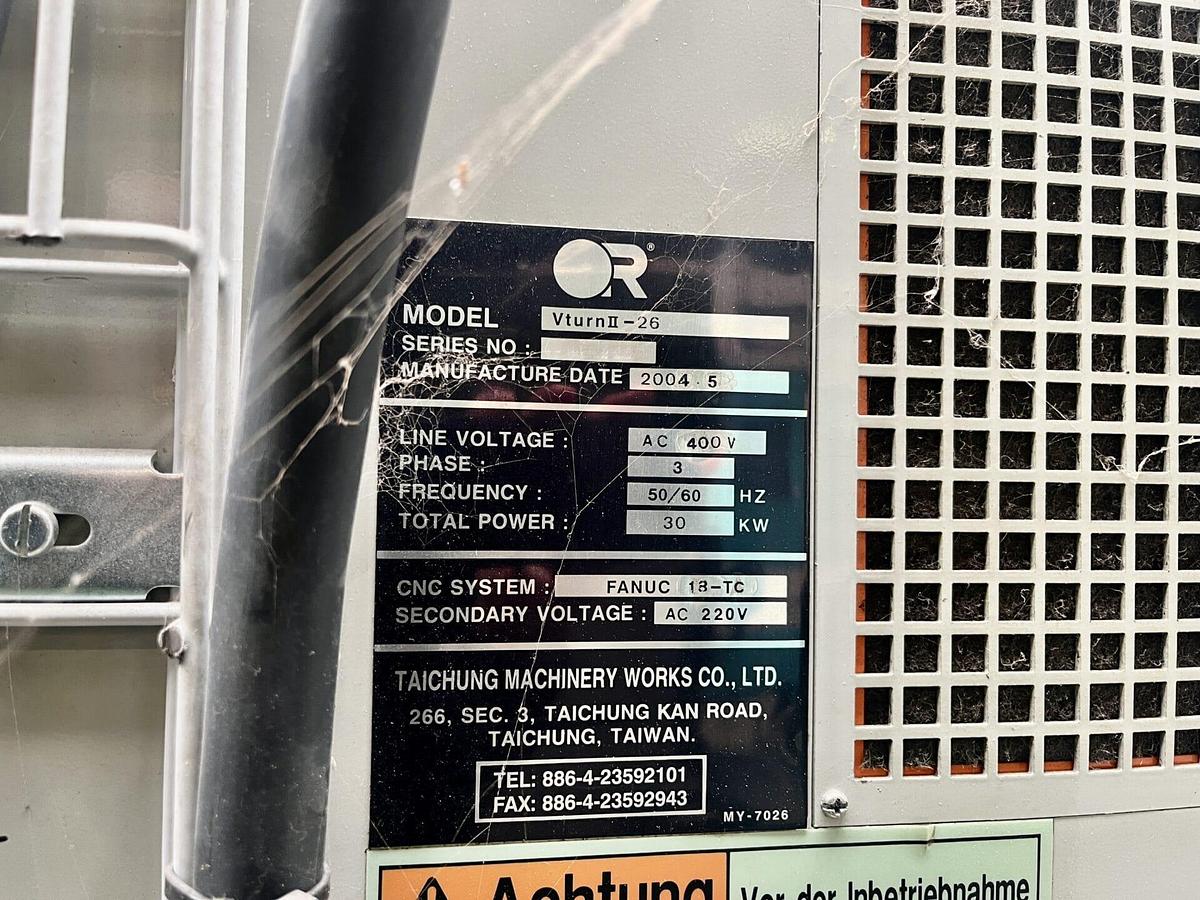 R®
MODEL VturnII-26
SERIES NO :
MANUFACTURE DATE 2004.5
LINE VOLTAGE : AC 400V
PHASE : 3
FREQUENCY : 50/60 HZ
TOTAL POWER : 30 KW
CNC SYSTEM : FANUC 18-TC
SECONDARY VOLTAGE : AC 220V
TAICHUNG MACHINERY WORKS CO., LTD.
266, SEC. 3, TAICHUNG KAN ROAD,
TAICHUNG, TAIWAN.
TEL: 886-4-23592101
FAX: 886-4-23592943
MY-7026
Achtung
Vor der Inbetriebnahme